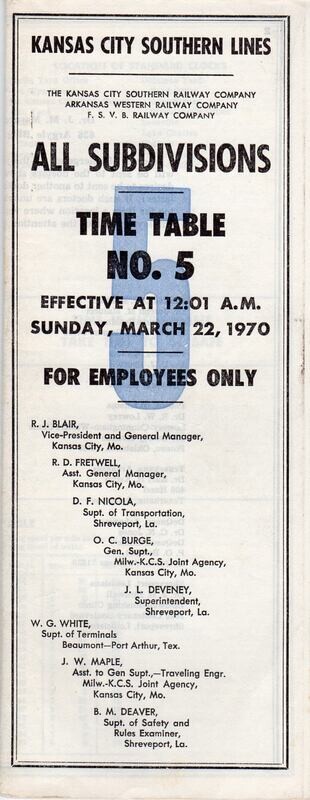 KANSAS CITY SOUTHERN LINES
THE KANSAS CITY SOUTHERN RAILWAY COMPANY
ARKANSAS WESTERN RAILWAY COMPANY
F. S. V. B. RAILWAY COMPANY
ALL SUBDIVISIONS
5
TIME TABLE
NO. 5
EFFECTIVE AT 12:01 A.M.
SUNDAY, MARCH 22, 1970
FOR EMPLOYEES ONLY
R. J. BLAIR,
Vice-President and General Manager,
Kansas City, Mo.
R. D. FRETWELL,
Asst. General Manager,
Kansas City, Mo.
D. F. NICOLA,
Supt. of Transportation,
Shreveport, La.
O. C. BURGE,
Gen. Supt.,
Milw.-K.C.S. Joint Agency,
Kansas City, Mo.
J. L. DEVENEY,
Superintendent,
Shreveport, La.
W. G. WHITE,
Supt. of Terminals
Beaumont—Port Arthur, Tex.
J. W. MAPLE,
Asst. to Gen Supt.,—Traveling Engr.
Milw.-K.C.S. Joint Agency,
Kansas City, Mo.
B. M. DEAVER,
Supt. of Safety and
Rules Examiner,
Shreveport, La.